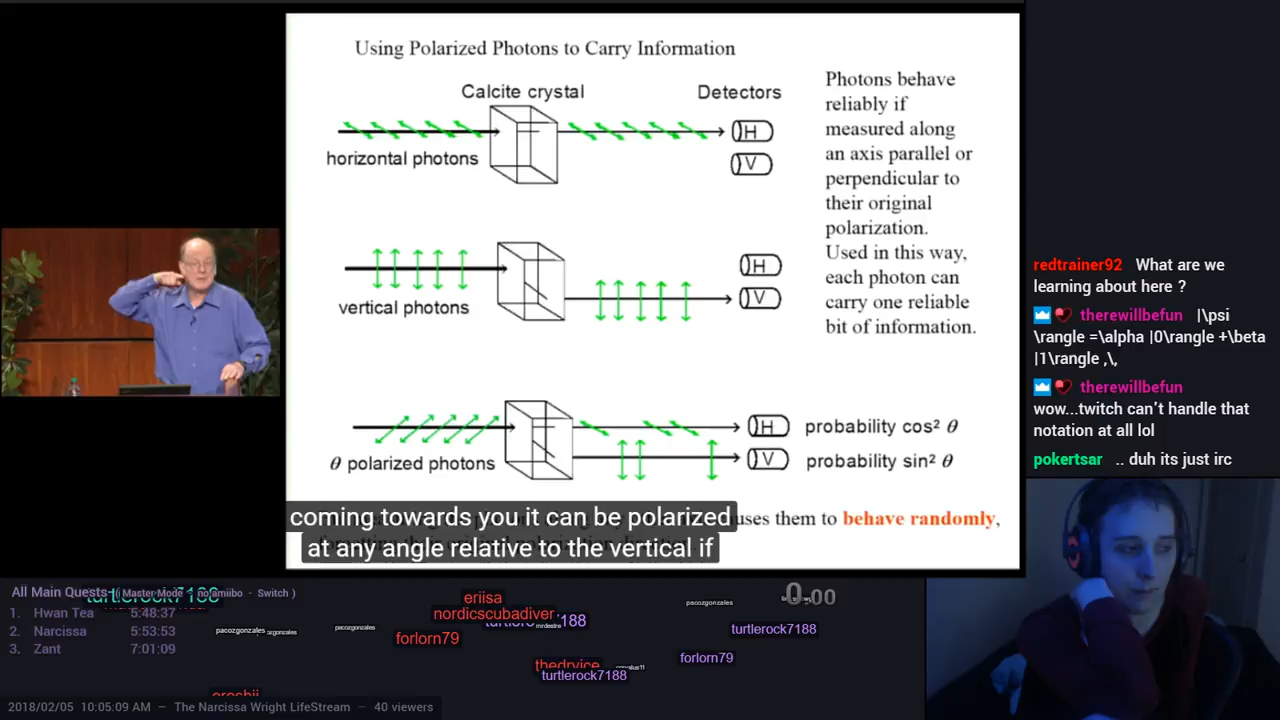 Using Polarized Photons to Carry Information
Calcite crystal
Detectors
horizontal photons
H
V
vertical photons
H
V
θ polarized photons
H
V
probability cos² θ
probability sin² θ
Photons behave
reliably if
measured along
an axis parallel or
perpendicular to
their original
polarization.
Used in this way,
each photon can
carry one reliable
bit of information.
them to behave randomly,
coming towards you it can be polarized
at any angle relative to the vertical if
redtrainer92 What are we
learning about here ?
therewillbefun |\psi
\rangle =\alpha |0\rangle +\beta
|1\rangle ,\,
therewillbefun
wow...twitch can't handle that
notation at all lol
pokertsar .. duh its just irc
All Main Quests
(Master Mode - no amiibo - Switch)
1. Hwan Tea 5:48:37
2. Narcissa 5:53:53
3. Zant 7:01:09
turtlerock7188
0.00
eriisa
nordicscubadiver
forlorn79
pacozgonzales
pacozgonzales
pacozgonzales
turtlerock7188
forlorn79
thedrvice
turtlerock7188
2018/02/05 10:05:09 AM – The Narcissa Wright LifeStream – 40 viewers